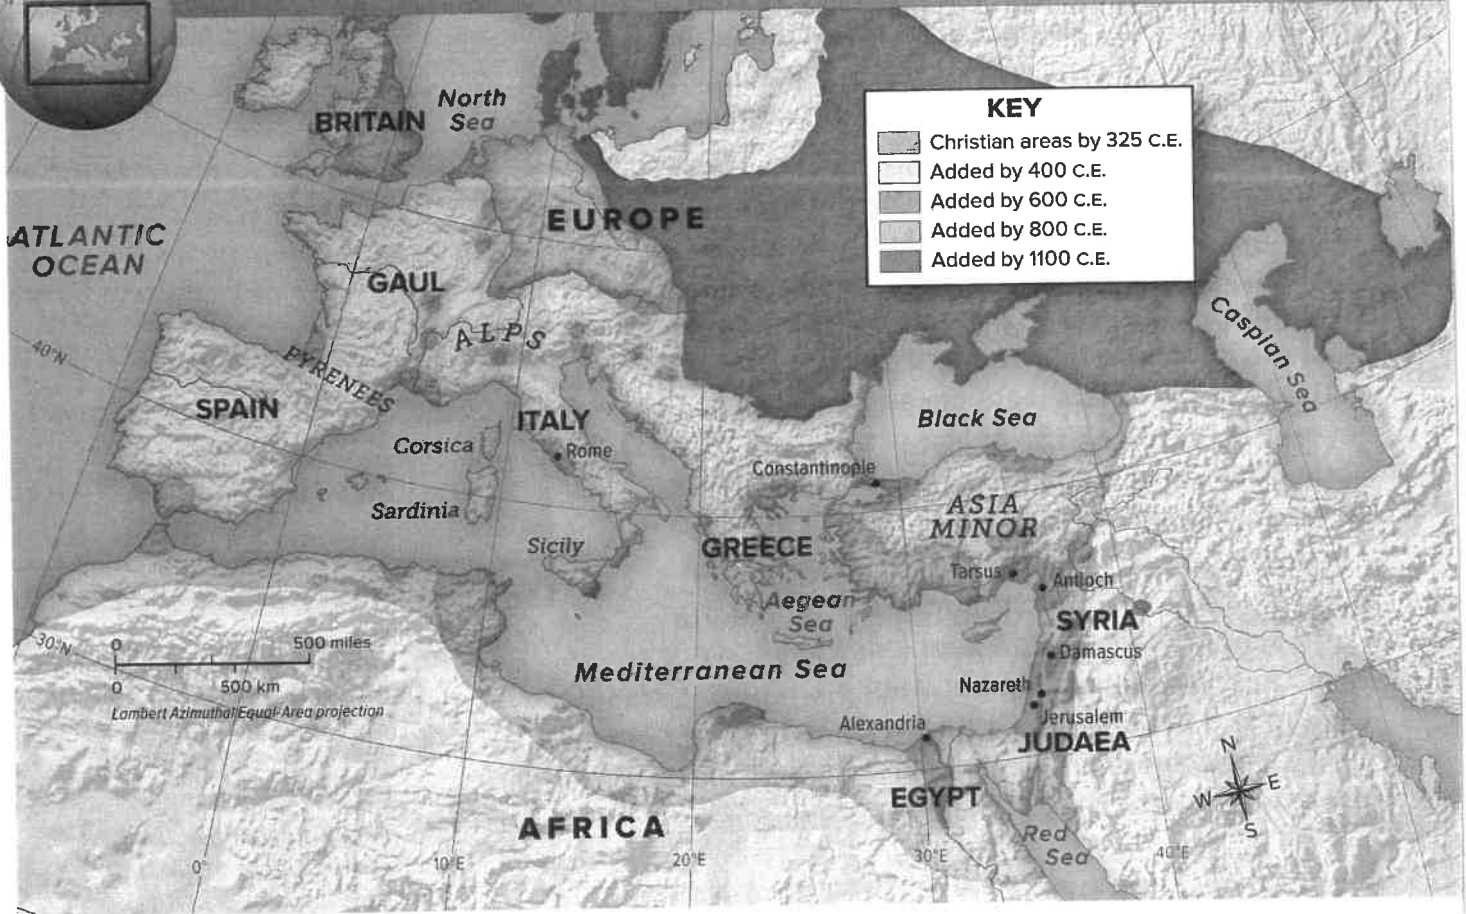 KEY
Christian areas by 325 C.E.
Added by 400 C.E.
Added by 600 C.E.
Added by 800 C.E.
Added by 1100 C.E.
North
Sea
BRITAIN
EUROPE
ATLANTIC
OCEAN
GAUL
ALPS
Caspian Sea
40°N
PYRENEES
SPAIN
ITALY
Black Sea
Corsica
Rome
Constantinople
Sardinia
ASIA
MINOR
Sicily
GREECE
Tarsus
Antioch
Aegean
Sea
SYRIA
30°N
0
500 miles
Damascus
Mediterranean Sea
0
500 km
Nazareth
Lambert Azimuthal Equal-Area projection
Alexandria
Jerusalem
JUDAEA
N
W
E
S
EGYPT
AFRICA
Red
Sea
0°
10°E
20°E
30°E
40°E